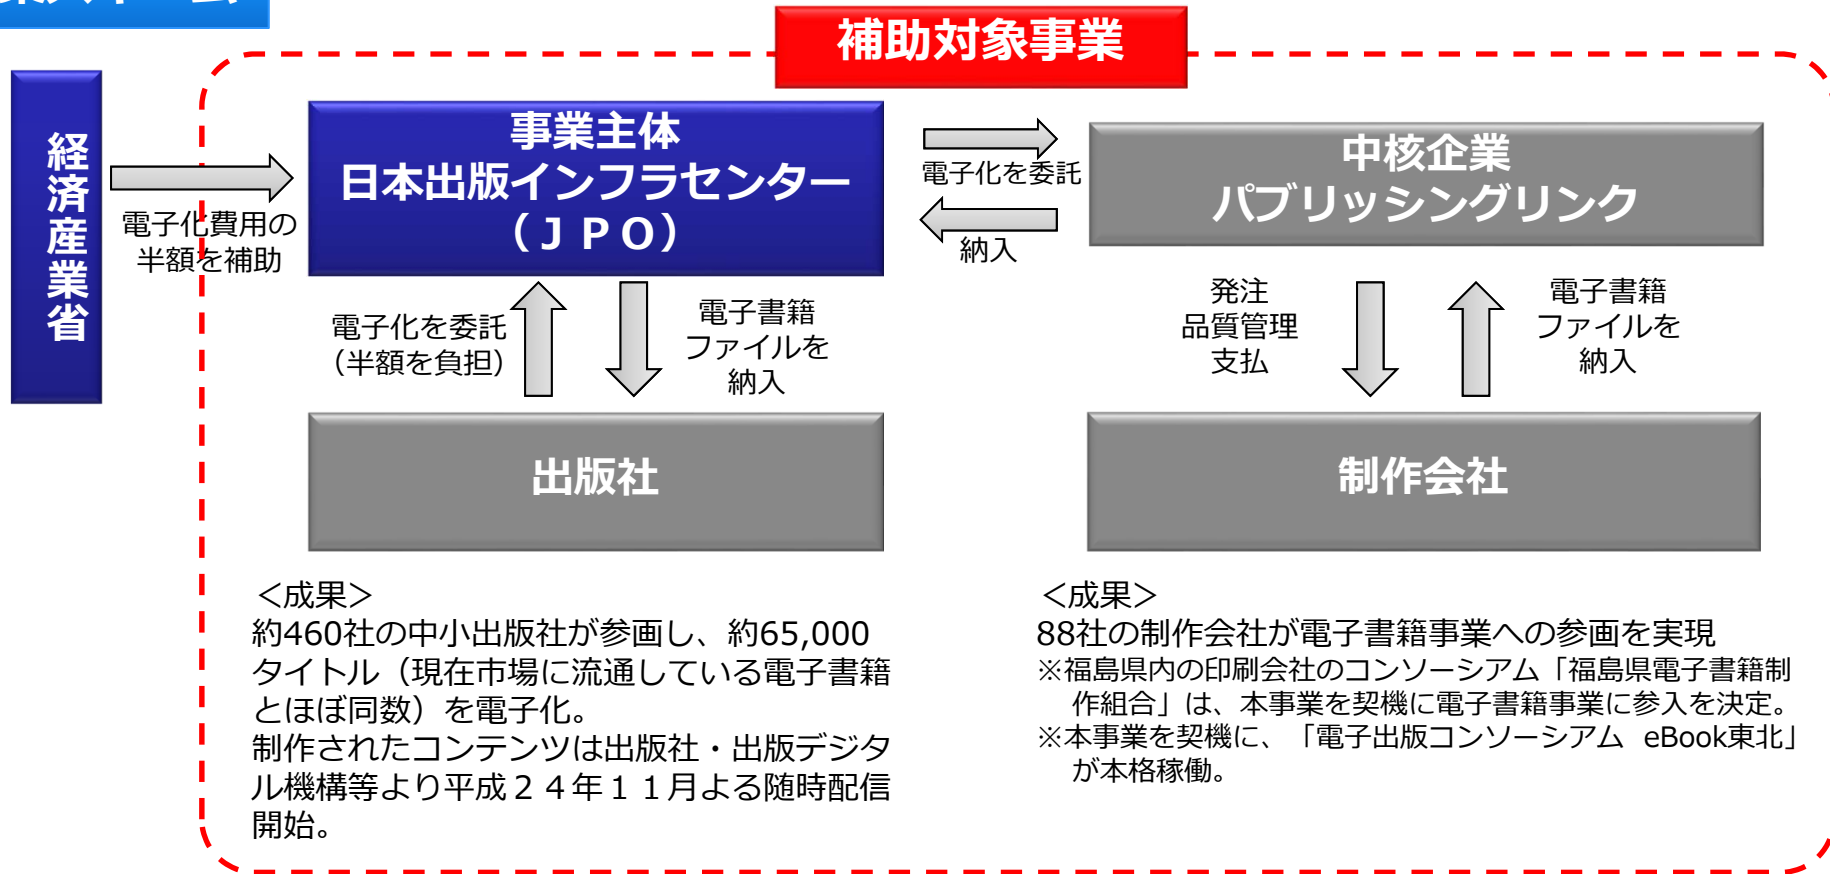 補助対象事業
経済産業省
電子化費用の
半額を補助
事業主体
日本出版インフラセンター
（ＪＰＯ）
電子化を委託
納入
中核企業
パブリッシングリンク
電子化を委託
（半額を負担）
電子書籍
ファイルを
納入
発注
品質管理
支払
電子書籍
ファイルを
納入
出版社
制作会社
＜成果＞
約460社の中小出版社が参画し、約65,000
タイトル（現在市場に流通している電子書籍
とほぼ同数）を電子化。
制作されたコンテンツは出版社・出版デジタ
ル機構等より平成２４年１１月よる随時配信
開始。
＜成果＞
88社の制作会社が電子書籍事業への参画を実現
※福島県内の印刷会社のコンソーシアム「福島県電子書籍制
作組合」は、本事業を契機に電子書籍事業に参入を決定。
※本事業を契機に、「電子出版コンソーシアム eBook東北」
が本格稼働。